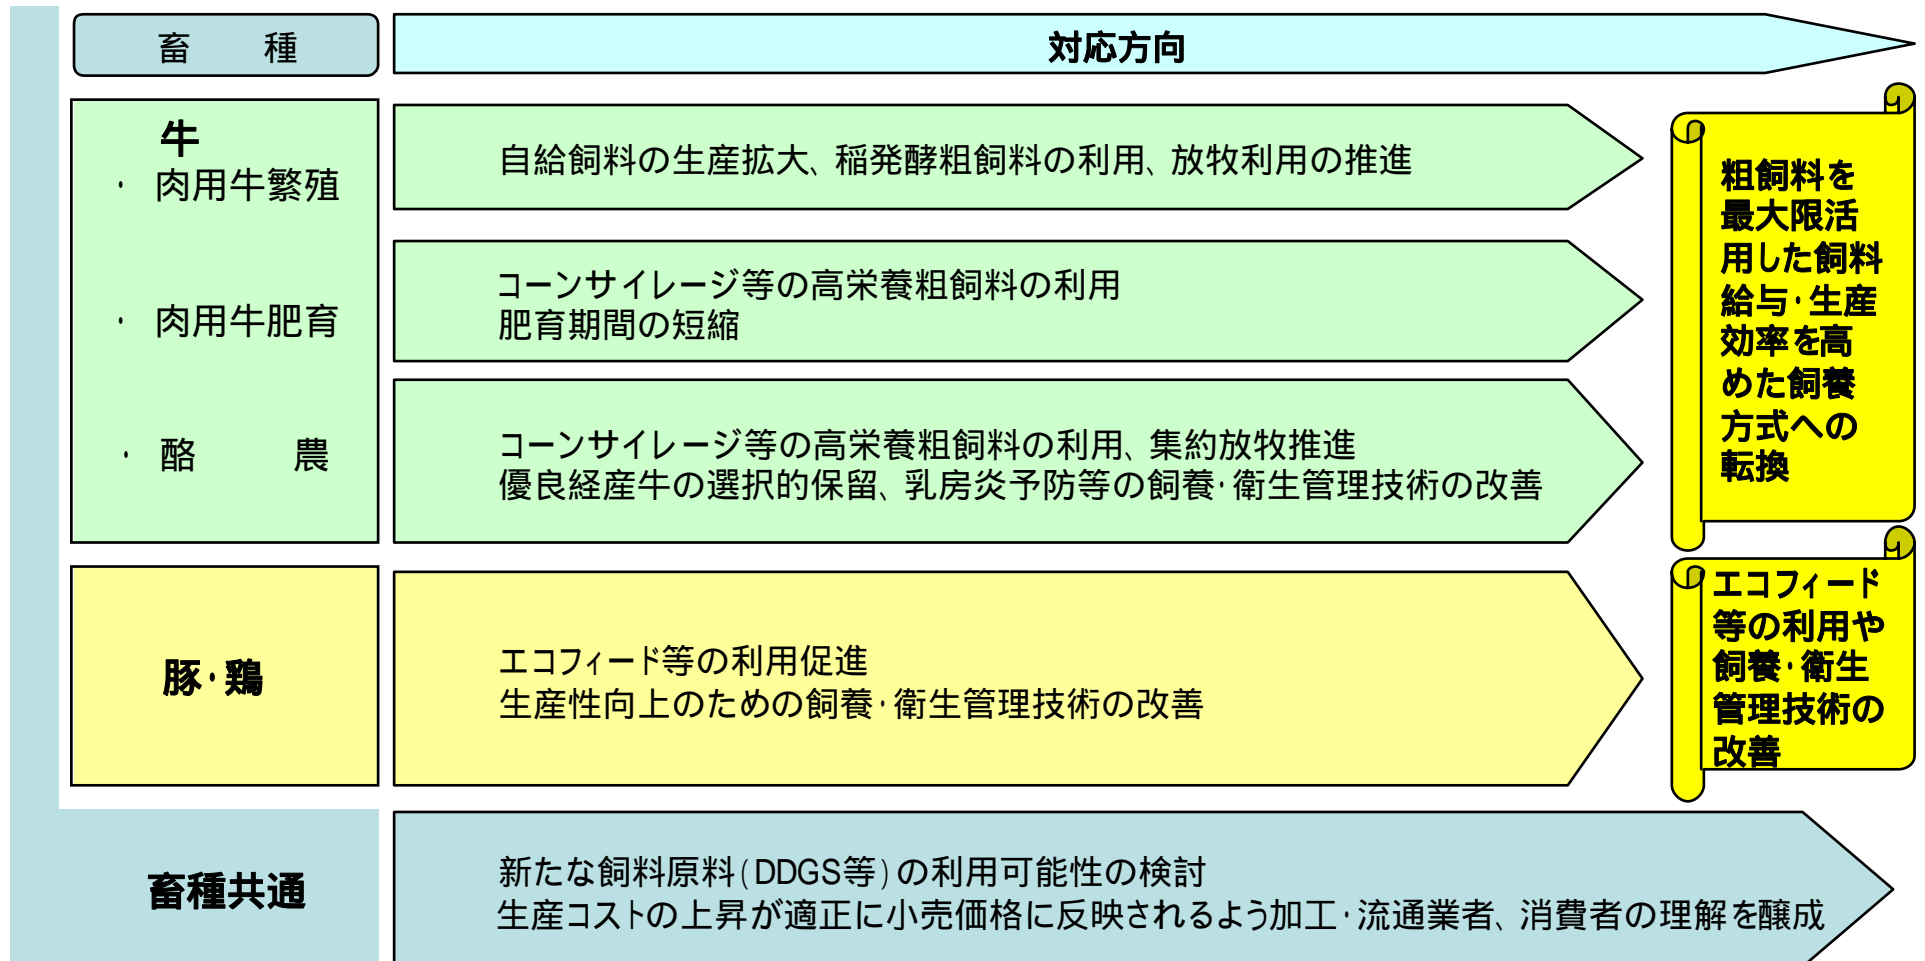 畜　種
対応方向
牛
・ 肉用牛繁殖
自給飼料の生産拡大、稲発酵粗飼料の利用、放牧利用の推進
・ 肉用牛肥育
コーンサイレージ等の高栄養粗飼料の利用
肥育期間の短縮
・ 酪　農
コーンサイレージ等の高栄養粗飼料の利用、集約放牧推進
優良経産牛の選択的保留、乳房炎予防等の飼養・衛生管理技術の改善
粗飼料を
最大限活
用した飼料
給与・生産
効率を高
めた飼養
方式への
転換
豚・鶏
エコフィード等の利用促進
生産性向上のための飼養・衛生管理技術の改善
エコフィード
等の利用や
飼養・衛生
管理技術の
改善
畜種共通
新たな飼料原料(DDGS等)の利用可能性の検討
生産コストの上昇が適正に小売価格に反映されるよう加工・流通業者、消費者の理解を醸成